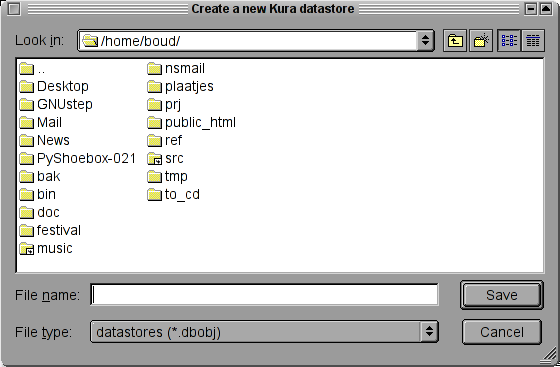 Create a new Kura datastore
Look in: /home/boud/
..
Desktop
GNUstep
Mail
News
PyShoebox-021
bak
bin
doc
festival
music
nsmail
plaatjes
prj
public_html
ref
src
tmp
to_cd
File name: Save
File type: datastores (*.dbobj) Cancel